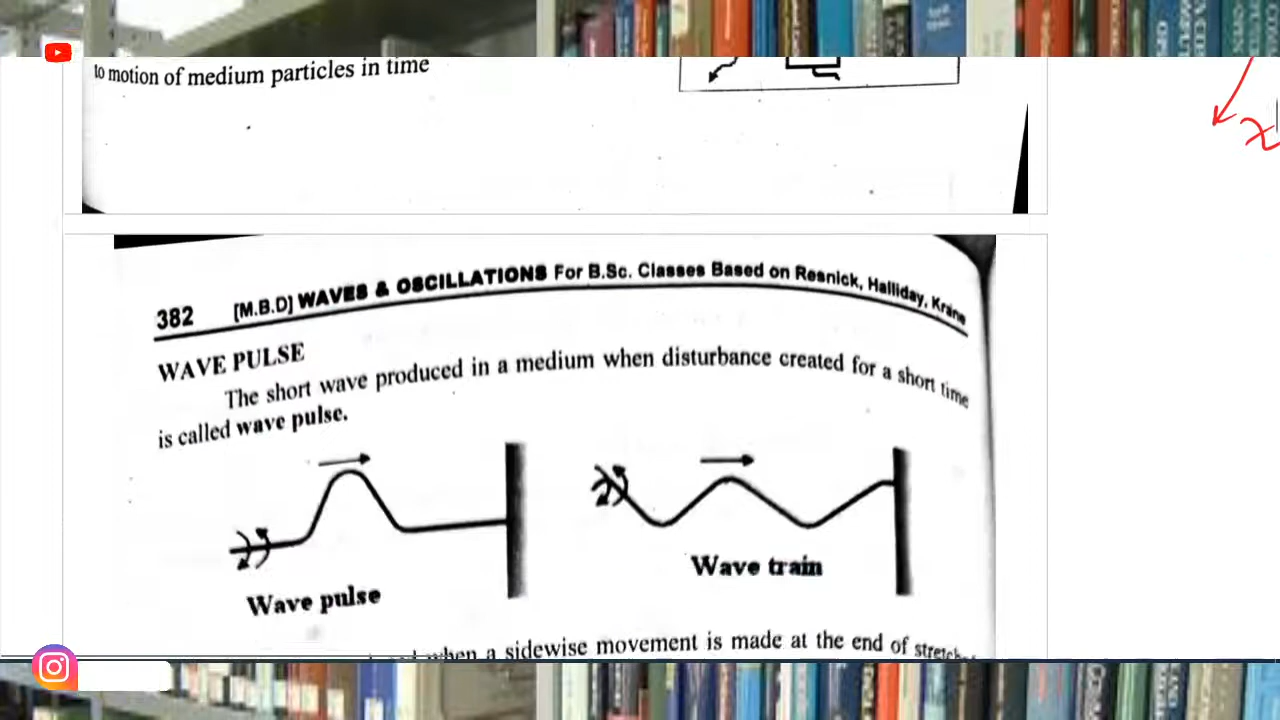 to motion of medium particles in time
x
382 [M.B.D] WAVES & OSCILLATIONS For B.Sc. Classes Based on Resnick, Halliday, Krane
WAVE PULSE
The short wave produced in a medium when disturbance created for a short time
is called wave pulse.
Wave pulse
Wave train
when a sidewise movement is made at the end of